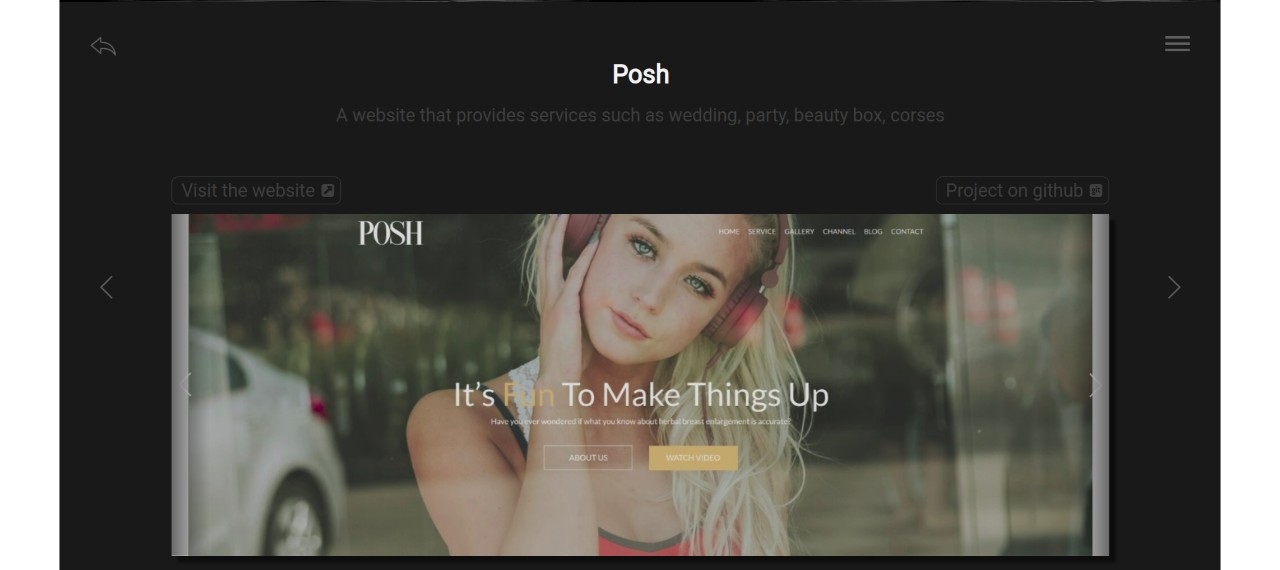 Posh
A website that provides services such as wedding, party, beauty box, corses
Visit the website
Project on github
POSH
HOME SERVICE GALLERY CHANNEL BLOG CONTACT
It's Fun To Make Things Up
Have you ever wondered if what you know about herbal breast enlargement is accurate?
ABOUT US
WATCH VIDEO